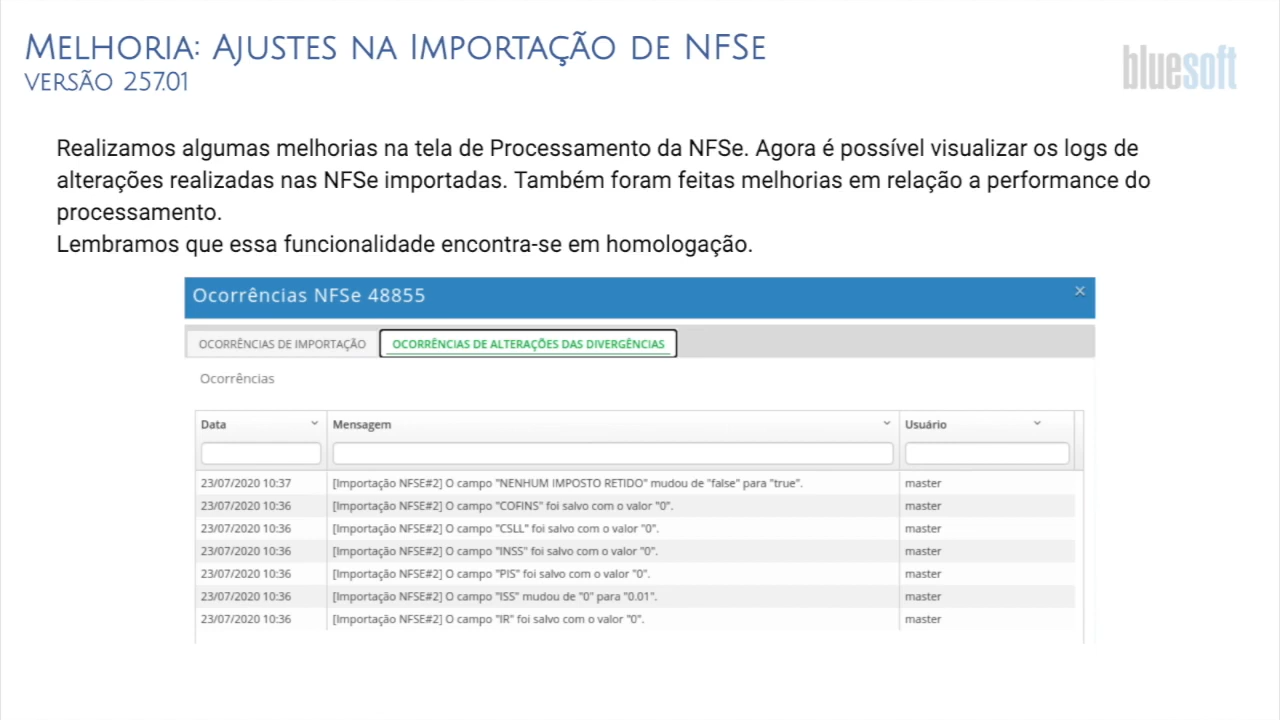 Melhoria: Ajustes na Importação de NFSe
versão 257.01
bluesoft
Realizamos algumas melhorias na tela de Processamento da NFSe. Agora é possível visualizar os logs de
alterações realizadas nas NFSe importadas. Também foram feitas melhorias em relação a performance do
processamento.
Lembramos que essa funcionalidade encontra-se em homologação.
Ocorrências NFSe 48855 ×
OCORRÊNCIAS DE IMPORTAÇÃO OCORRÊNCIAS DE ALTERAÇÕES DAS DIVERGÊNCIAS
Ocorrências
Data Mensagem Usuário
23/07/2020 10:37 [Importação NFSE#2] O campo "NENHUM IMPOSTO RETIDO" mudou de "false" para "true". master
23/07/2020 10:36 [Importação NFSE#2] O campo "COFINS" foi salvo com o valor "0". master
23/07/2020 10:36 [Importação NFSE#2] O campo "CSLL" foi salvo com o valor "0". master
23/07/2020 10:36 [Importação NFSE#2] O campo "INSS" foi salvo com o valor "0". master
23/07/2020 10:36 [Importação NFSE#2] O campo "PIS" foi salvo com o valor "0". master
23/07/2020 10:36 [Importação NFSE#2] O campo "ISS" mudou de "0" para "0.01". master
23/07/2020 10:36 [Importação NFSE#2] O campo "IR" foi salvo com o valor "0". master